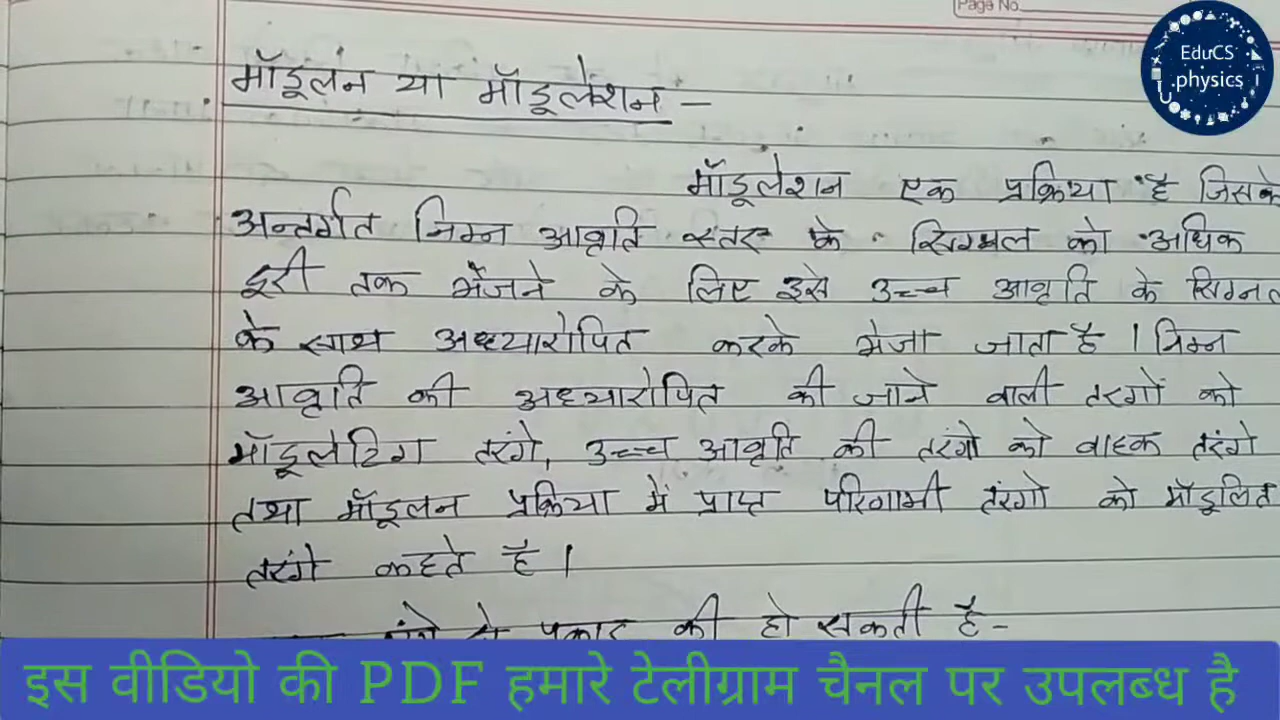 Page No.
EduCS
physics
मॉडूलन या मॉडूलेशन –
मॉडूलेशन एक प्रक्रिया है जिसके
अन्तर्गत निम्न आवृति स्तर के सिग्नल को अधिक
दूरी तक भेजने के लिए इसे उच्च आवृति के सिग्नल
के साथ अध्यारोपित करके भेजा जाता है । निम्न
आवृति की अध्यारोपित की जाने वाली तरगों को
मॉडूलेटिग तरंगे, उच्च आवृति की तरंगो को वाहक तरंगे
तथा मॉडूलन प्रक्रिया में प्राप्त परिणामी तरंगो को मॉडूलित
तरंगे कहते है ।
प्रकार की हो सकती है–
इस वीडियो की PDF हमारे टेलीग्राम चैनल पर उपलब्ध है